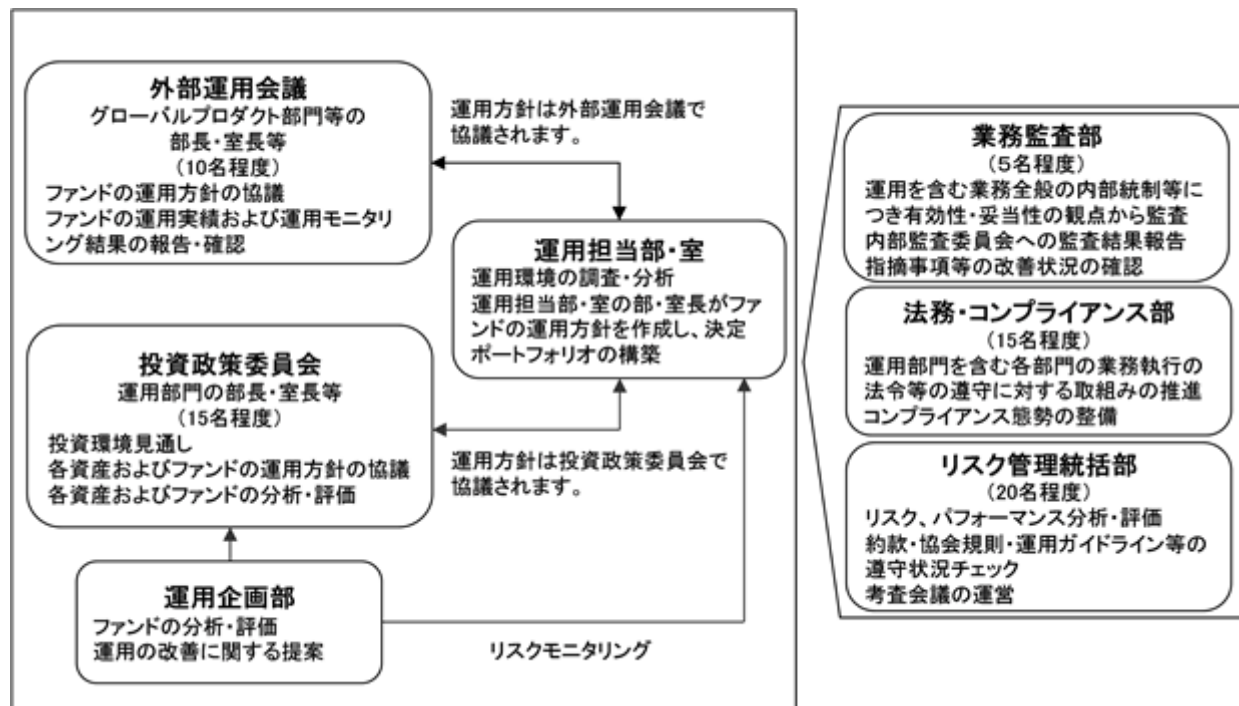 外部運用会議
グローバルプロダクト部門等の
部長・室長等
(10名程度)
ファンドの運用方針の協議
ファンドの運用実績および運用モニタリ
ング結果の報告・確認
運用方針は外部運用会議で
協議されます。
運用担当部・室
運用環境の調査・分析
運用担当部・室の部・室長がファ
ンドの運用方針を作成し、決定
ポートフォリオの構築
投資政策委員会
運用部門の部長・室長等
(15名程度)
投資環境見通し
各資産およびファンドの運用方針の協議
各資産およびファンドの分析・評価
運用方針は投資政策委員会で
協議されます。
運用企画部
ファンドの分析・評価
運用の改善に関する提案
リスクモニタリング
業務監査部
(5名程度)
運用を含む業務全般の内部統制等に
つき有効性・妥当性の観点から監査
内部監査委員会への監査結果報告
指摘事項等の改善状況の確認
法務・コンプライアンス部
(15名程度)
運用部門を含む各部門の業務執行の
法令等の遵守に対する取組みの推進
コンプライアンス態勢の整備
リスク管理統括部
(20名程度)
リスク、パフォーマンス分析・評価
約款・協会規則・運用ガイドライン等の
遵守状況チェック
考査会議の運営